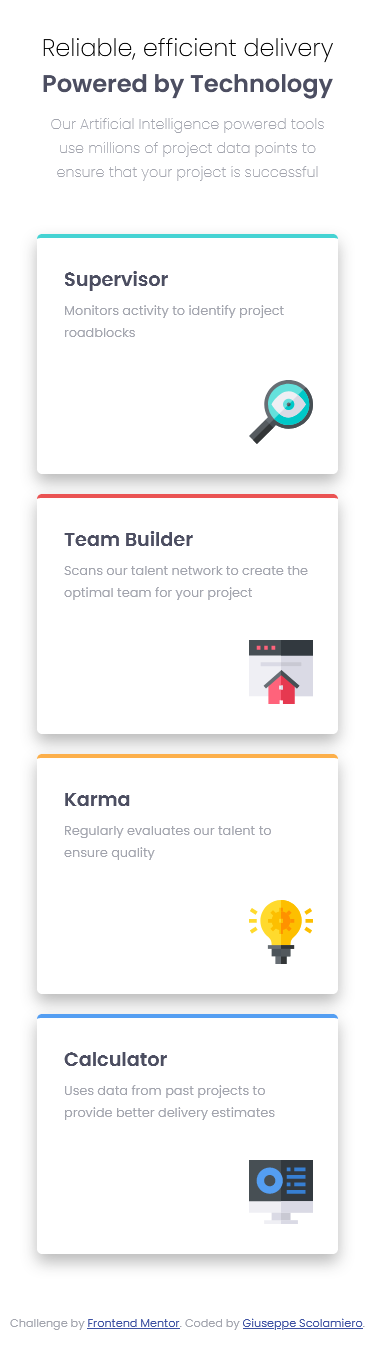 Reliable, efficient delivery
Powered by Technology
Our Artificial Intelligence powered tools
use millions of project data points to
ensure that your project is successful
Supervisor
Monitors activity to identify project
roadblocks
Team Builder
Scans our talent network to create the
optimal team for your project
Karma
Regularly evaluates our talent to
ensure quality
Calculator
Uses data from past projects to
provide better delivery estimates
Challenge by Frontend Mentor. Coded by Giuseppe Scolamiero.